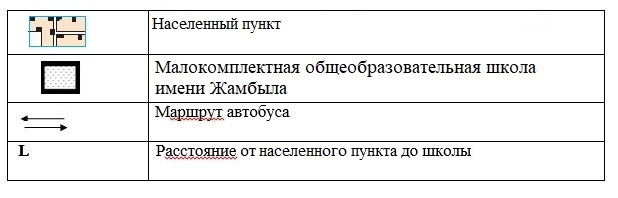 Населенный пункт
Малокомплектная общеобразовательная школа
имени Жамбыла
Маршрут автобуса
L Расстояние от населенного пункта до школы